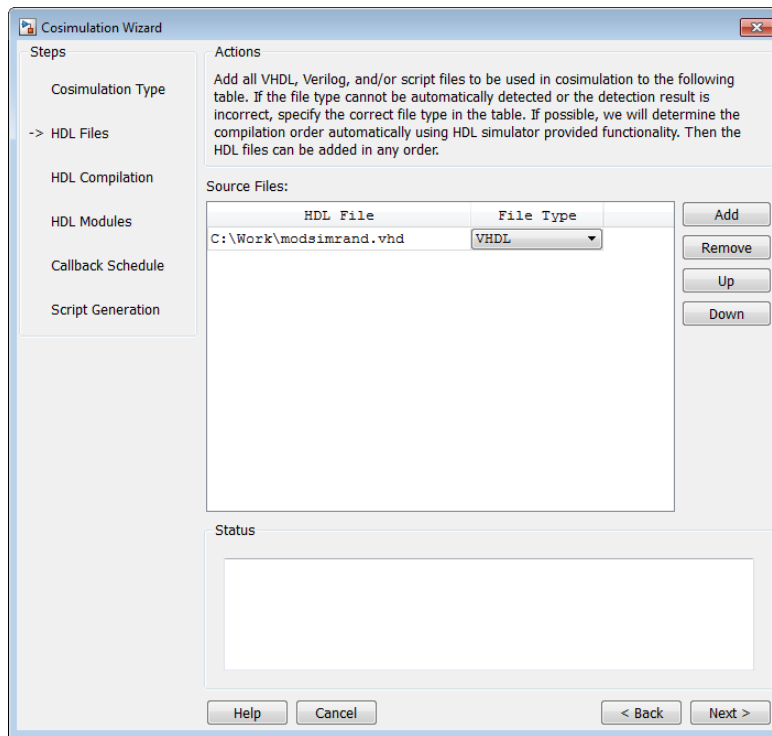 Cosimulation Wizard
Steps
Cosimulation Type
-> HDL Files
HDL Compilation
HDL Modules
Callback Schedule
Script Generation
Actions
Add all VHDL, Verilog, and/or script files to be used in cosimulation to the following
table. If the file type cannot be automatically detected or the detection result is
incorrect, specify the correct file type in the table. If possible, we will determine the
compilation order automatically using HDL simulator provided functionality. Then the
HDL files can be added in any order.
Source Files:
HDL File File Type
C:\Work\modsimrand.vhd VHDL
Add
Remove
Up
Down
Status
Help Cancel < Back Next >